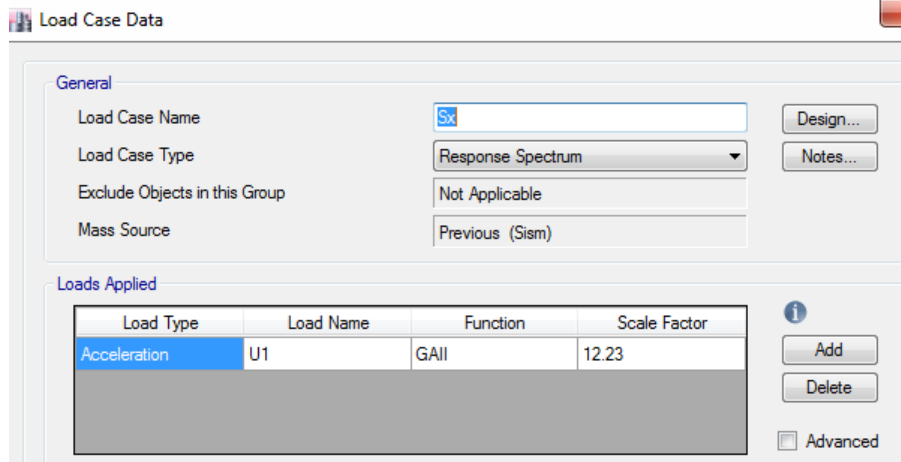 Load Case Data
General
Load Case Name Sx Design...
Load Case Type Response Spectrum Notes...
Exclude Objects in this Group Not Applicable
Mass Source Previous (Sism)
Loads Applied
Load Type Load Name Function Scale Factor
Acceleration U1 GAII 12.23
Add
Delete
Advanced